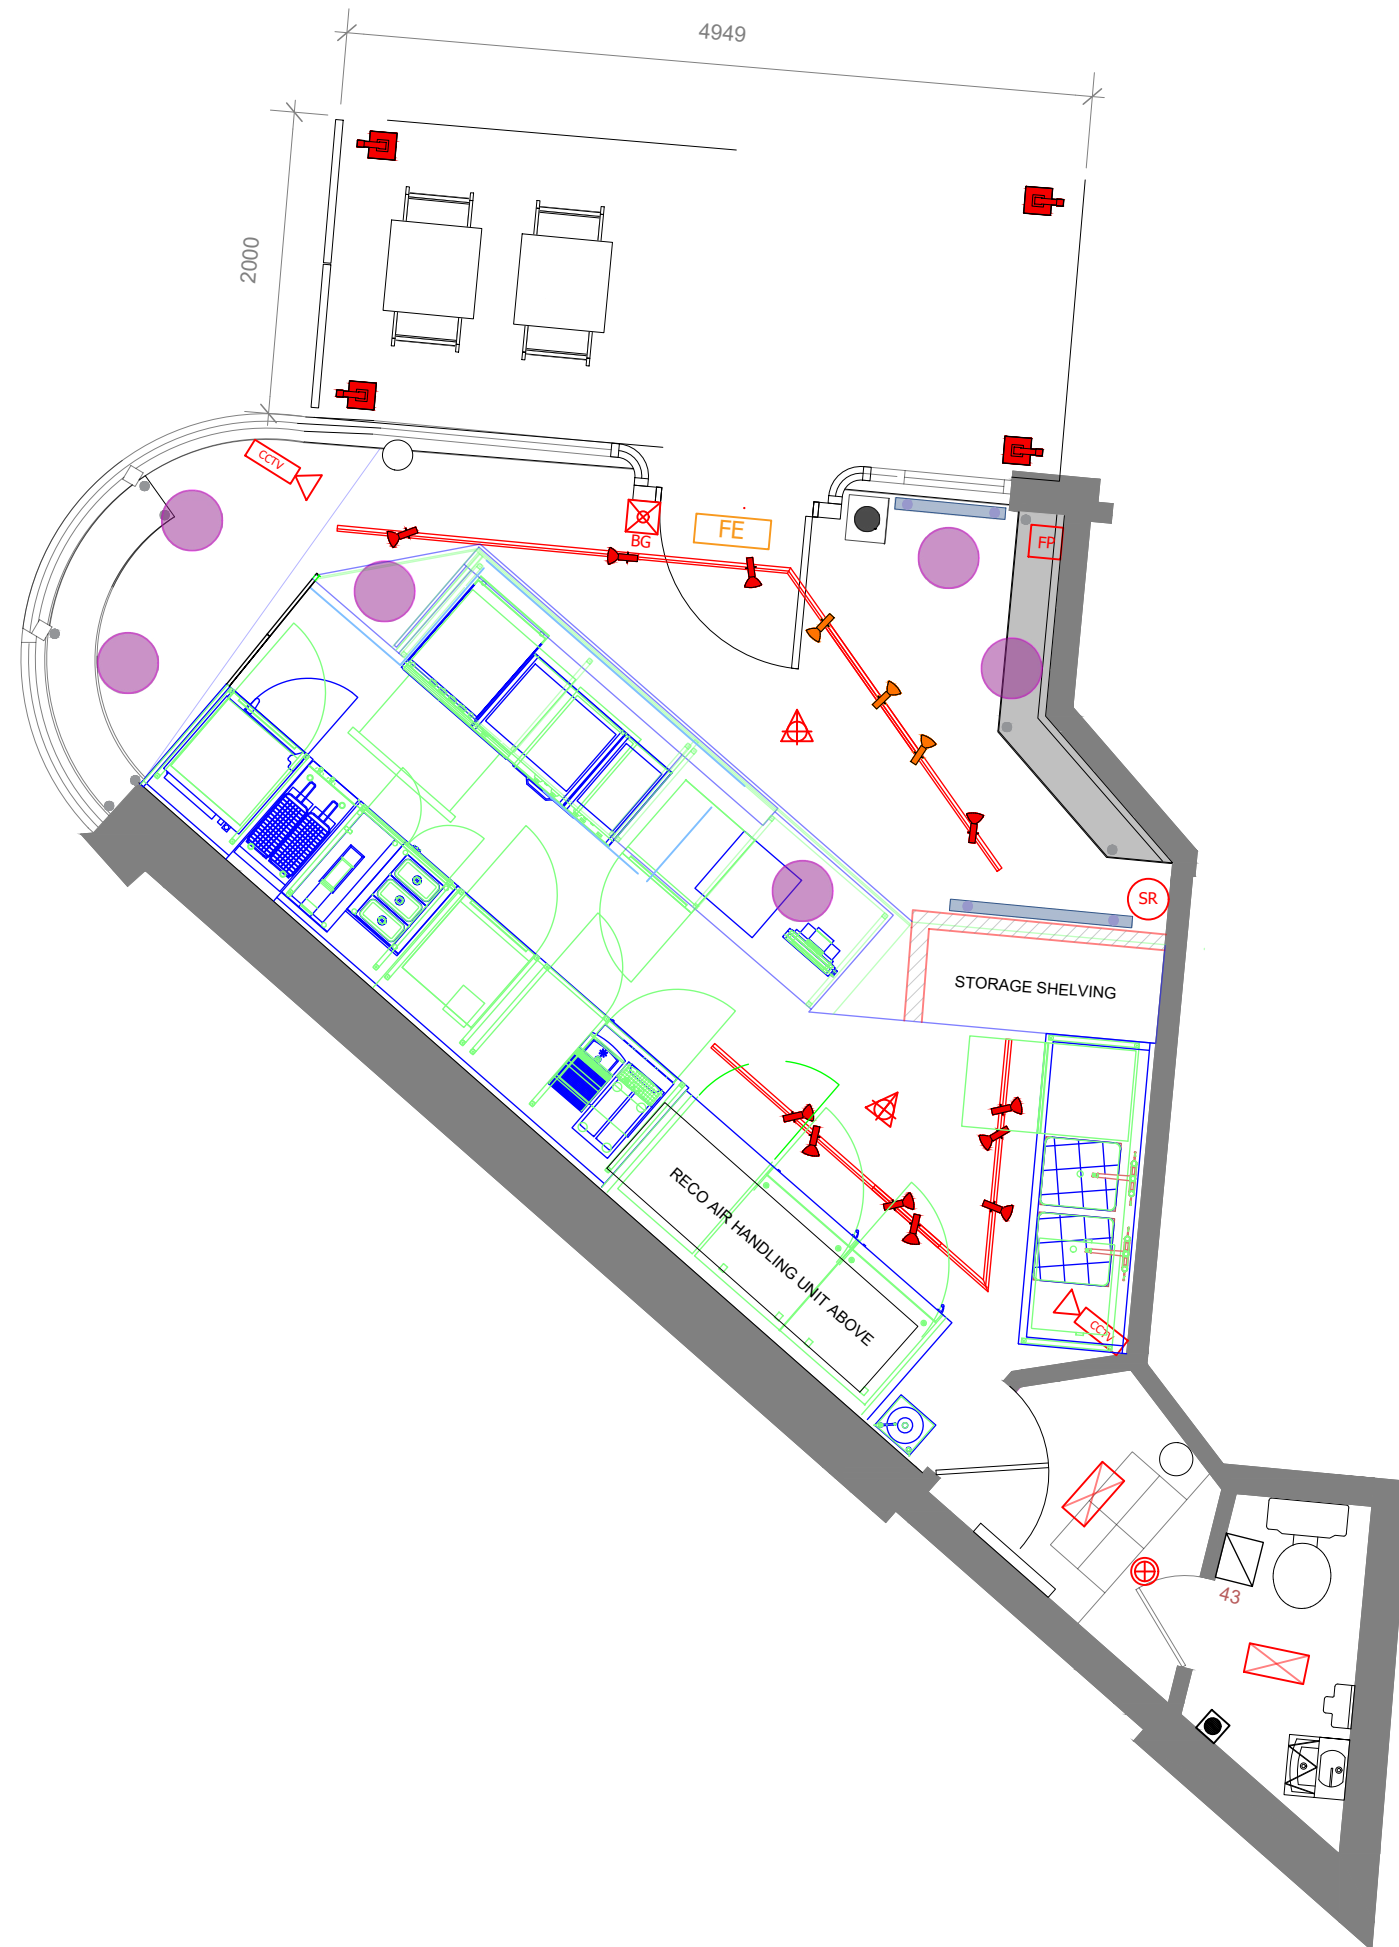 4949
2000
CCTV
BG
FE
FP
SR
STORAGE SHELVING
RECO AIR HANDLING UNIT ABOVE
CCTV
43